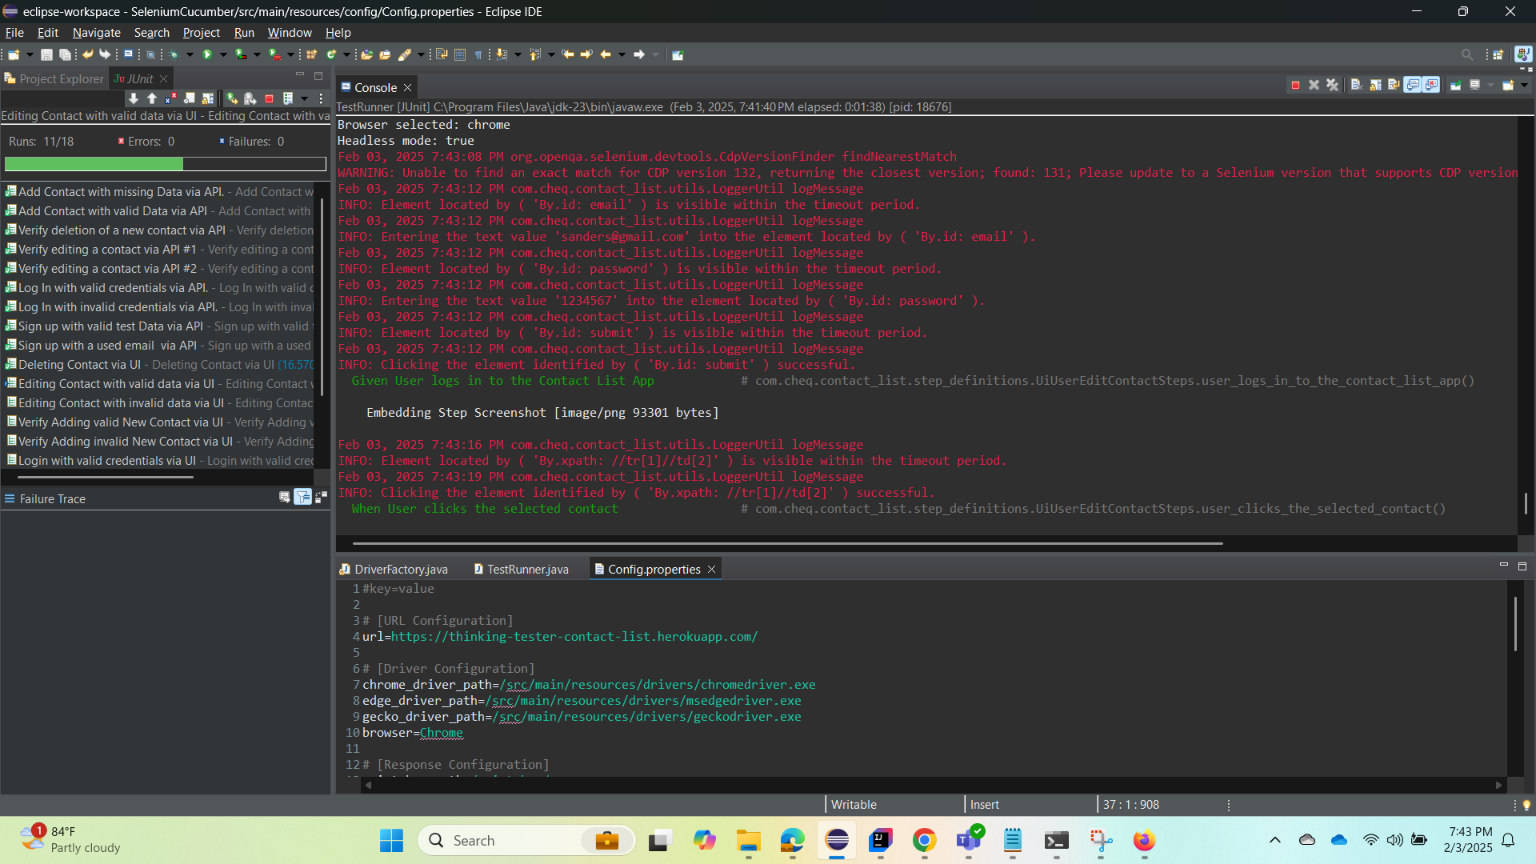 eclipse-workspace - SeleniumCucumber/src/main/resources/config/Config.properties - Eclipse IDE
File Edit Navigate Search Project Run Window Help
Project Explorer JUnit
Console
TestRunner [JUnit] C:\Program Files\Java\jdk-23\bin\javaw.exe (Feb 3, 2025, 7:41:40 PM elapsed: 0:01:38) [pid: 18676]
Editing Contact with valid data via UI - Editing Contact with va
Runs: 11/18 Errors: 0 Failures: 0
Add Contact with missing Data via API. - Add Contact w
Add Contact with valid Data via API - Add Contact with
Verify deletion of a new contact via API - Verify deletion
Verify editing a contact via API #1 - Verify editing a cont
Verify editing a contact via API #2 - Verify editing a cont
Log In with valid credentials via API. - Log In with valid c
Log In with invalid credentials via API. - Log In with inva
Sign up with valid test Data via API - Sign up with valid
Sign up with a used email  via API - Sign up with a used
Deleting Contact via UI - Deleting Contact via UI (16.570
Editing Contact with valid data via UI - Editing Contact
Editing Contact with invalid data via UI - Editing Contac
Verify Adding valid New Contact via UI - Verify Adding
Verify Adding invalid New Contact via UI - Verify Adding
Login with valid credentials via UI - Login with valid cre
Failure Trace
Browser selected: chrome
Headless mode: true
Feb 03, 2025 7:43:08 PM org.openqa.selenium.devtools.CdpVersionFinder findNearestMatch
WARNING: Unable to find an exact match for CDP version 132, returning the closest version; found: 131; Please update to a Selenium version that supports CDP version
Feb 03, 2025 7:43:12 PM com.cheq.contact_list.utils.LoggerUtil logMessage
INFO: Element located by ( 'By.id: email' ) is visible within the timeout period.
Feb 03, 2025 7:43:12 PM com.cheq.contact_list.utils.LoggerUtil logMessage
INFO: Entering the text value 'sanders@gmail.com' into the element located by ( 'By.id: email' ).
Feb 03, 2025 7:43:12 PM com.cheq.contact_list.utils.LoggerUtil logMessage
INFO: Element located by ( 'By.id: password' ) is visible within the timeout period.
Feb 03, 2025 7:43:12 PM com.cheq.contact_list.utils.LoggerUtil logMessage
INFO: Entering the text value '1234567' into the element located by ( 'By.id: password' ).
Feb 03, 2025 7:43:12 PM com.cheq.contact_list.utils.LoggerUtil logMessage
INFO: Element located by ( 'By.id: submit' ) is visible within the timeout period.
Feb 03, 2025 7:43:12 PM com.cheq.contact_list.utils.LoggerUtil logMessage
INFO: Clicking the element identified by ( 'By.id: submit' ) successful.
Given User logs in to the Contact List App # com.cheq.contact_list.step_definitions.UiUserEditContactSteps.user_logs_in_to_the_contact_list_app()
Embedding Step Screenshot [image/png 93301 bytes]
Feb 03, 2025 7:43:16 PM com.cheq.contact_list.utils.LoggerUtil logMessage
INFO: Element located by ( 'By.xpath: //tr[1]//td[2]' ) is visible within the timeout period.
Feb 03, 2025 7:43:19 PM com.cheq.contact_list.utils.LoggerUtil logMessage
INFO: Clicking the element identified by ( 'By.xpath: //tr[1]//td[2]' ) successful.
When User clicks the selected contact # com.cheq.contact_list.step_definitions.UiUserEditContactSteps.user_clicks_the_selected_contact()
DriverFactory.java TestRunner.java Config.properties
1 #key=value
2
3 # [URL Configuration]
4 url=https://thinking-tester-contact-list.herokuapp.com/
5
6 # [Driver Configuration]
7 chrome_driver_path=/src/main/resources/drivers/chromedriver.exe
8 edge_driver_path=/src/main/resources/drivers/msedgedriver.exe
9 gecko_driver_path=/src/main/resources/drivers/geckodriver.exe
10 browser=Chrome
11
12 # [Response Configuration]
Writable Insert 37 : 1 : 908
1
84°F
Partly cloudy
Search
7:43 PM
2/3/2025